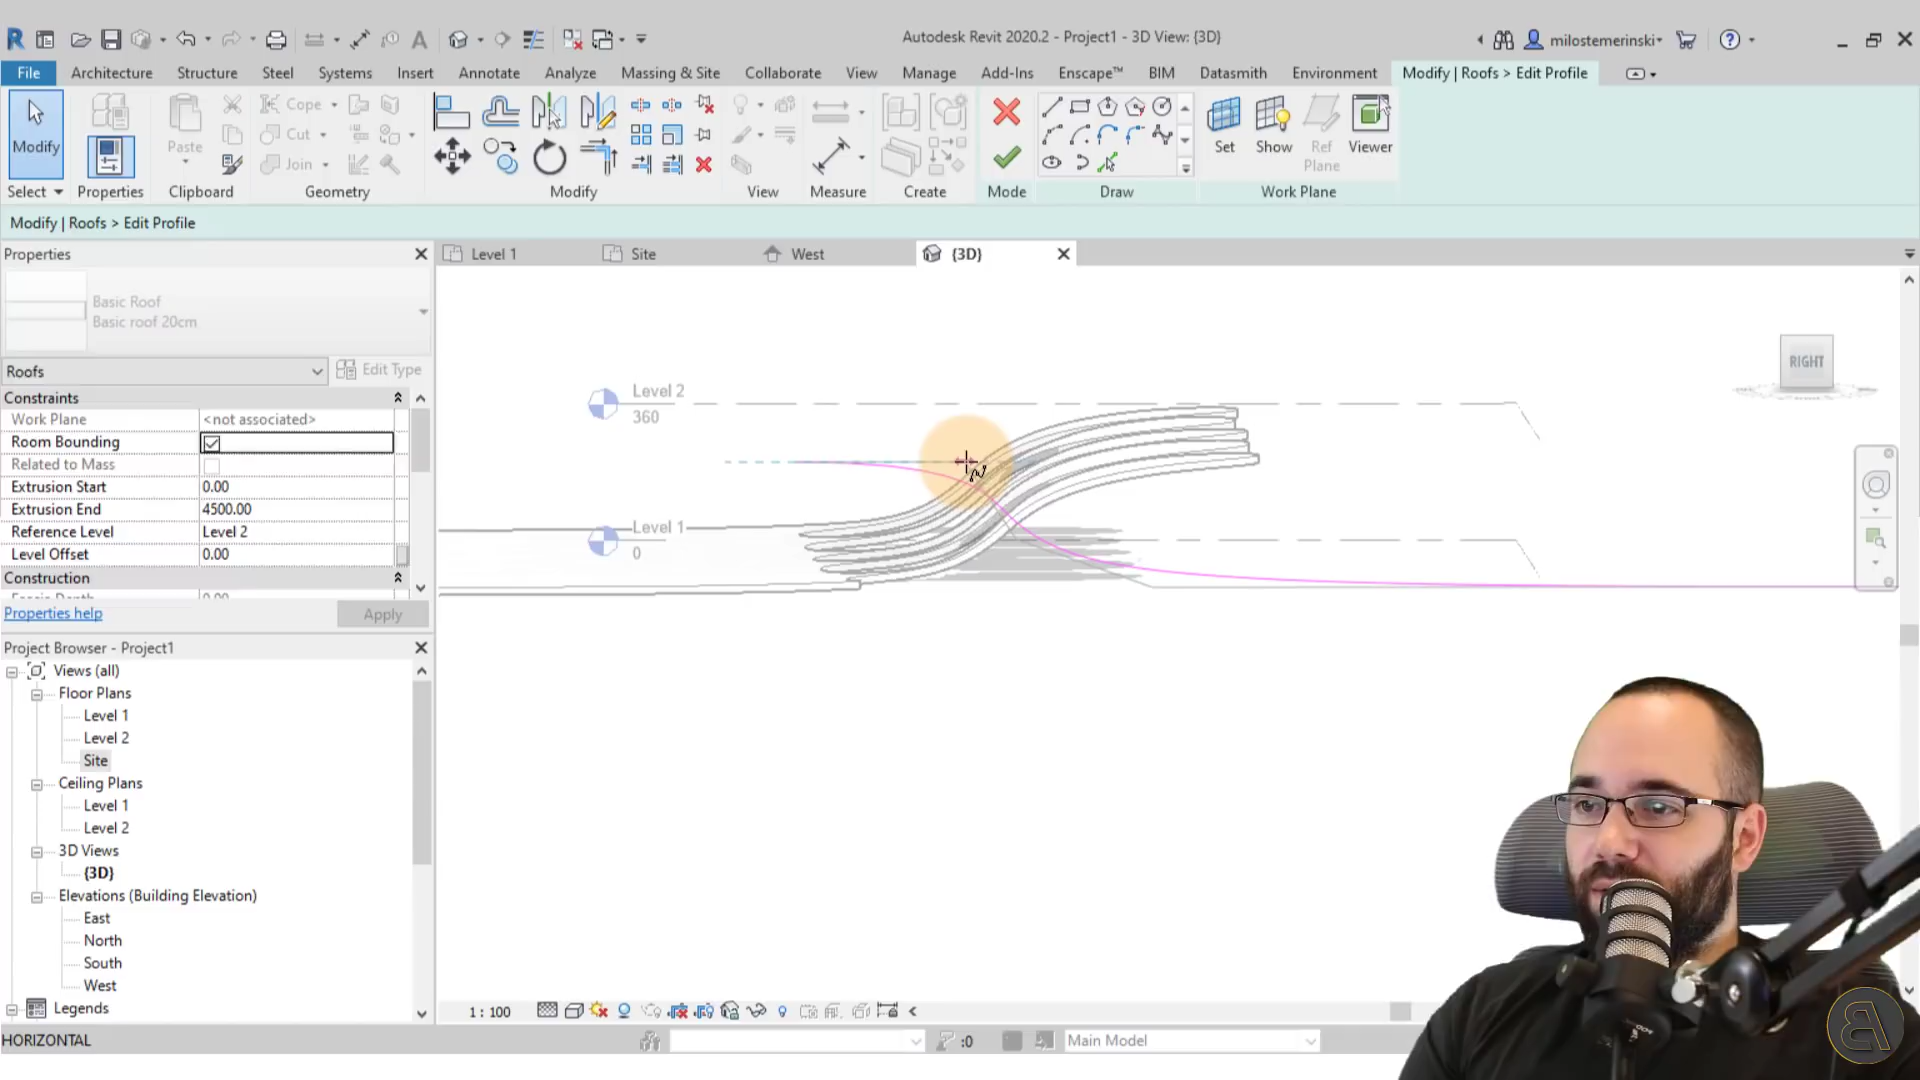 Autodesk Revit 2020.2 - Project1 - 3D View: {3D}
milostemerinski
File Architecture Structure Steel Systems Insert Annotate Analyze Massing & Site Collaborate View Manage Add-Ins Enscape™ BIM Datasmith Environment Modify | Roofs > Edit Profile
Modify Paste Cope Cut Join Set Show Ref Plane Viewer
Select Properties Clipboard Geometry Modify View Measure Create Mode Draw Work Plane
Modify | Roofs > Edit Profile
Properties
Level 1 Site West {3D}
Basic Roof
Basic roof 20cm
Roofs Edit Type
Constraints
Work Plane <not associated>
Room Bounding
Related to Mass
Extrusion Start 0.00
Extrusion End 4500.00
Reference Level Level 2
Level Offset 0.00
Construction
Properties help Apply
Project Browser - Project1
Views (all)
Floor Plans
Level 1
Level 2
Site
Ceiling Plans
Level 1
Level 2
3D Views
{3D}
Elevations (Building Elevation)
East
North
South
West
Legends
Level 2
360
Level 1
0
RIGHT
1 : 100
HORIZONTAL :0 Main Model